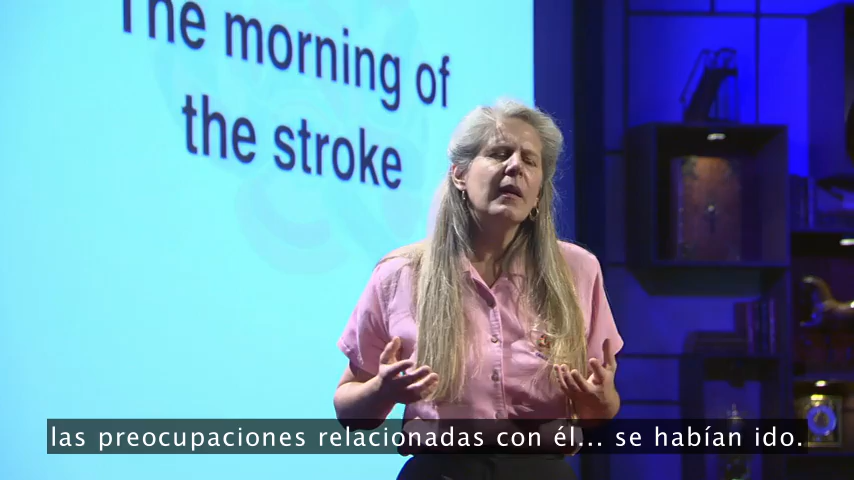 The morning of
the stroke
las preocupaciones relacionadas con él... se habían ido.